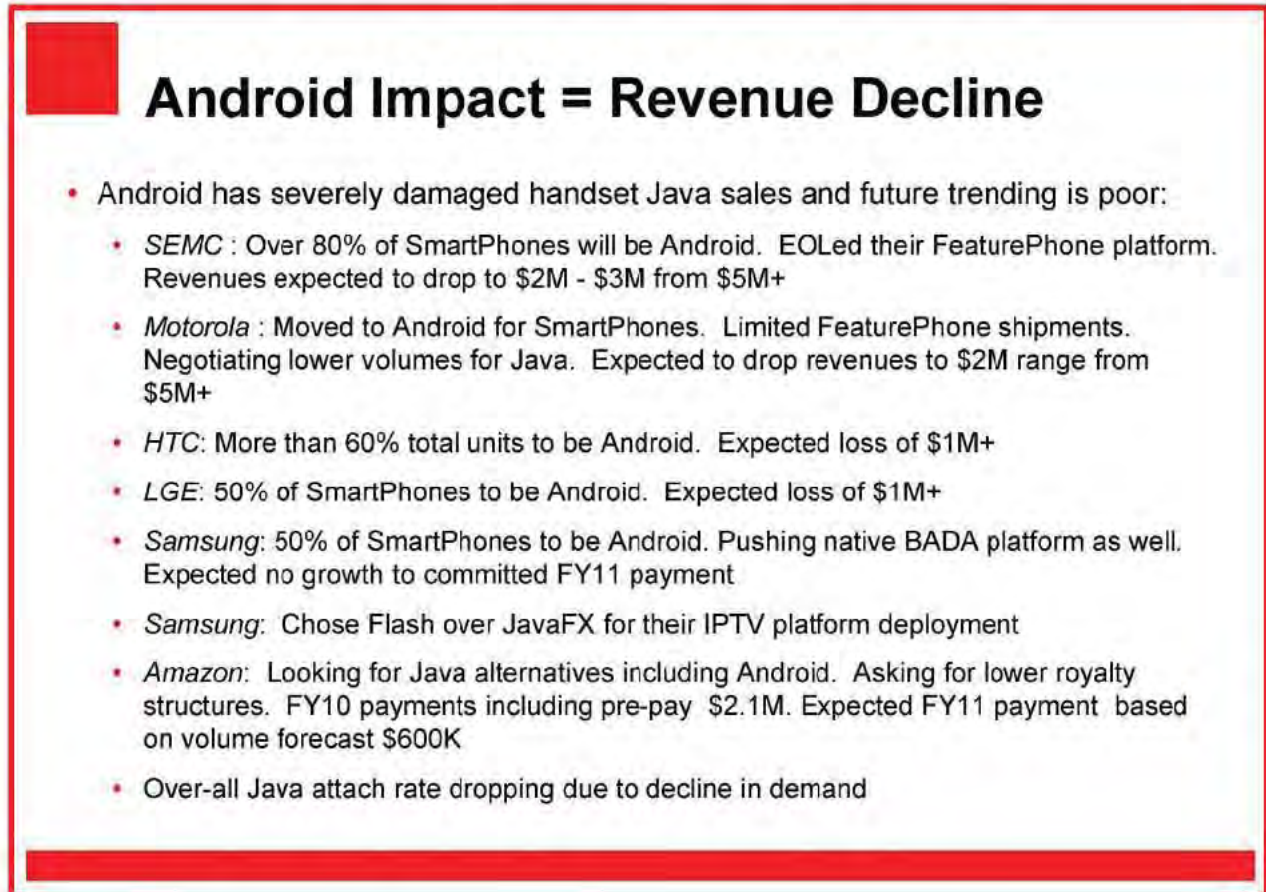 Android Impact = Revenue Decline
• Android has severely damaged handset Java sales and future trending is poor:
• SEMC : Over 80% of SmartPhones will be Android. EOLed their FeaturePhone platform.
Revenues expected to drop to $2M - $3M from $5M+
• Motorola : Moved to Android for SmartPhones. Limited FeaturePhone shipments.
Negotiating lower volumes for Java. Expected to drop revenues to $2M range from
$5M+
• HTC: More than 60% total units to be Android. Expected loss of $1M+
• LGE: 50% of SmartPhones to be Android. Expected loss of $1M+
• Samsung: 50% of SmartPhones to be Android. Pushing native BADA platform as well.
Expected no growth to committed FY11 payment
• Samsung: Chose Flash over JavaFX for their IPTV platform deployment
• Amazon: Looking for Java alternatives including Android. Asking for lower royalty
structures. FY10 payments including pre-pay $2.1M. Expected FY11 payment based
on volume forecast $600K
• Over-all Java attach rate dropping due to decline in demand